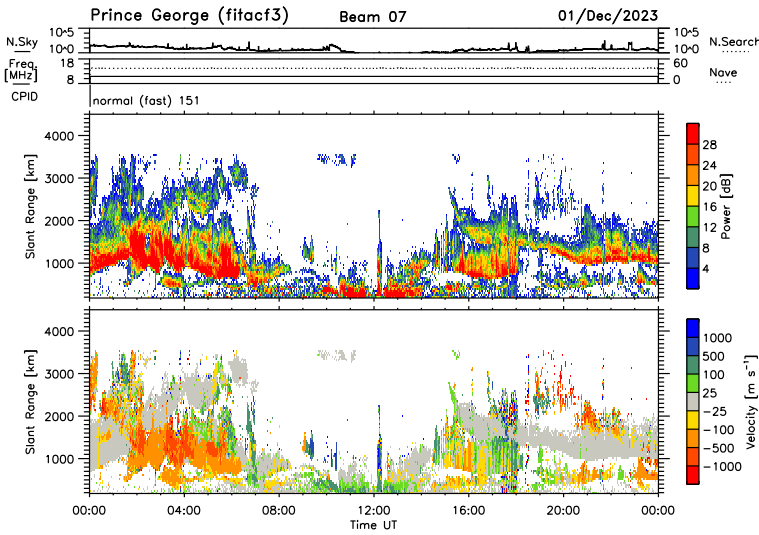 Prince George (fitacf3) Beam 07 01/Dec/2023
N.Sky 10^5 10^0 10^5 10^0 N.Search
Freq. [MHz] 18 8 60 0 Nave
CPID normal (fast) 151
Slant Range [km] 4000 3000 2000 1000
Power [dB] 28 24 20 16 12 8 4
Slant Range [km] 4000 3000 2000 1000
Velocity [m s^-1] 1000 500 100 25 -25 -100 -500 -1000
00:00 04:00 08:00 12:00 16:00 20:00 00:00
Time UT